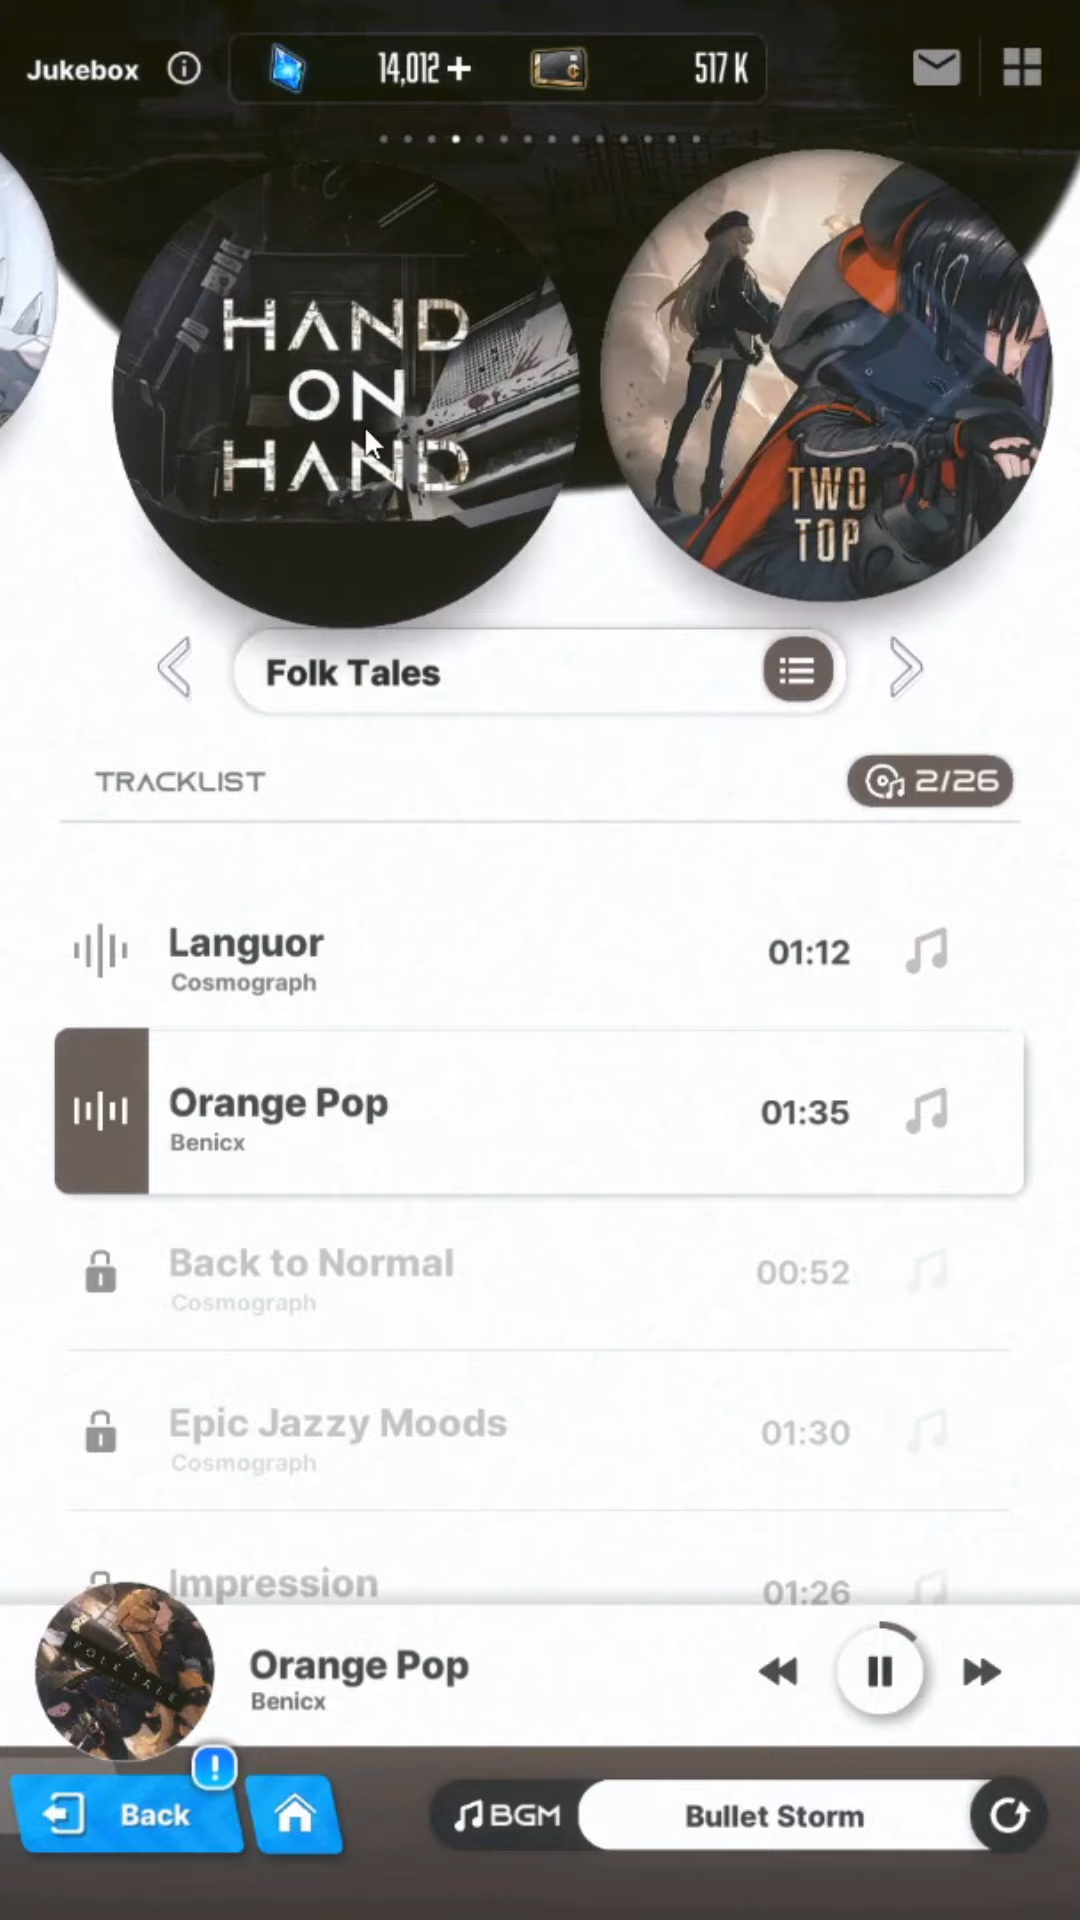 Jukebox
14,012 +
517 K
HAND
ON
HAND
TWO
TOP
Folk Tales
TRACKLIST
2/26
Languor
Cosmograph
01:12
Orange Pop
Benicx
01:35
Back to Normal
Cosmograph
00:52
Epic Jazzy Moods
Cosmograph
01:30
Impression
01:26
FOLK TALE
Orange Pop
Benicx
Back
BGM
Bullet Storm